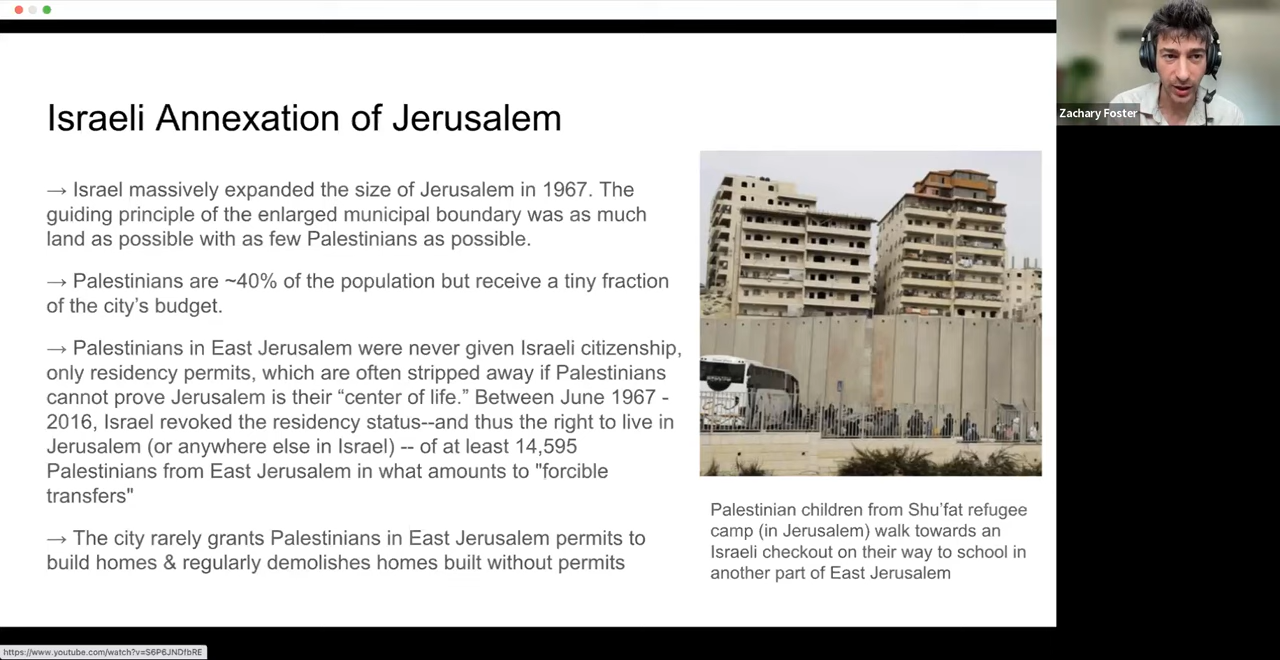 Israeli Annexation of Jerusalem
→ Israel massively expanded the size of Jerusalem in 1967. The
guiding principle of the enlarged municipal boundary was as much
land as possible with as few Palestinians as possible.
→ Palestinians are ~40% of the population but receive a tiny fraction
of the city’s budget.
→ Palestinians in East Jerusalem were never given Israeli citizenship,
only residency permits, which are often stripped away if Palestinians
cannot prove Jerusalem is their “center of life.” Between June 1967 -
2016, Israel revoked the residency status--and thus the right to live in
Jerusalem (or anywhere else in Israel) -- of at least 14,595
Palestinians from East Jerusalem in what amounts to "forcible
transfers"
→ The city rarely grants Palestinians in East Jerusalem permits to
build homes & regularly demolishes homes built without permits
Palestinian children from Shu’fat refugee
camp (in Jerusalem) walk towards an
Israeli checkout on their way to school in
another part of East Jerusalem
Zachary Foster
https://www.youtube.com/watch?v=S6P6JNDfbRE